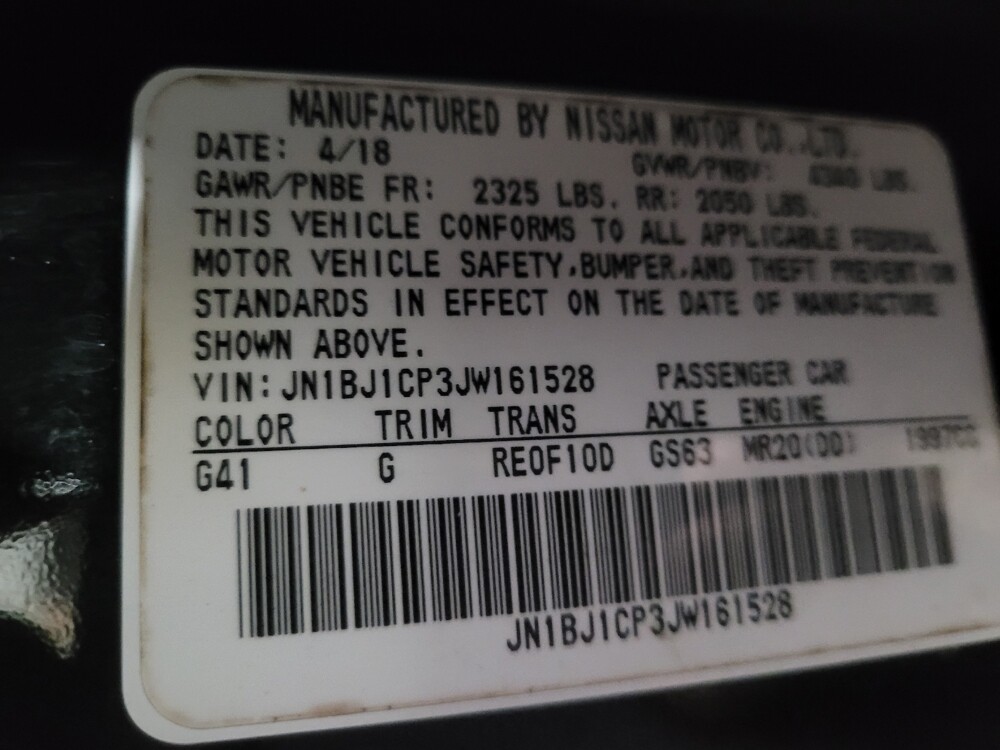 MANUFACTURED BY NISSAN MOTOR CO.,LTD.
DATE: 4/18 GVWR/PNBV: LBS.
GAWR/PNBE FR: 2325 LBS. RR: 2050 LBS.
THIS VEHICLE CONFORMS TO ALL APPLICABLE FEDERAL
MOTOR VEHICLE SAFETY,BUMPER,AND THEFT PREVENTION
STANDARDS IN EFFECT ON THE DATE OF MANUFACTURE
SHOWN ABOVE.
VIN: JN1BJ1CP3JW161528 PASSENGER CAR
COLOR TRIM TRANS AXLE ENGINE
G41 G RE0F10D GS63 MR20(DD) 1997CC
JN1BJ1CP3JW161528